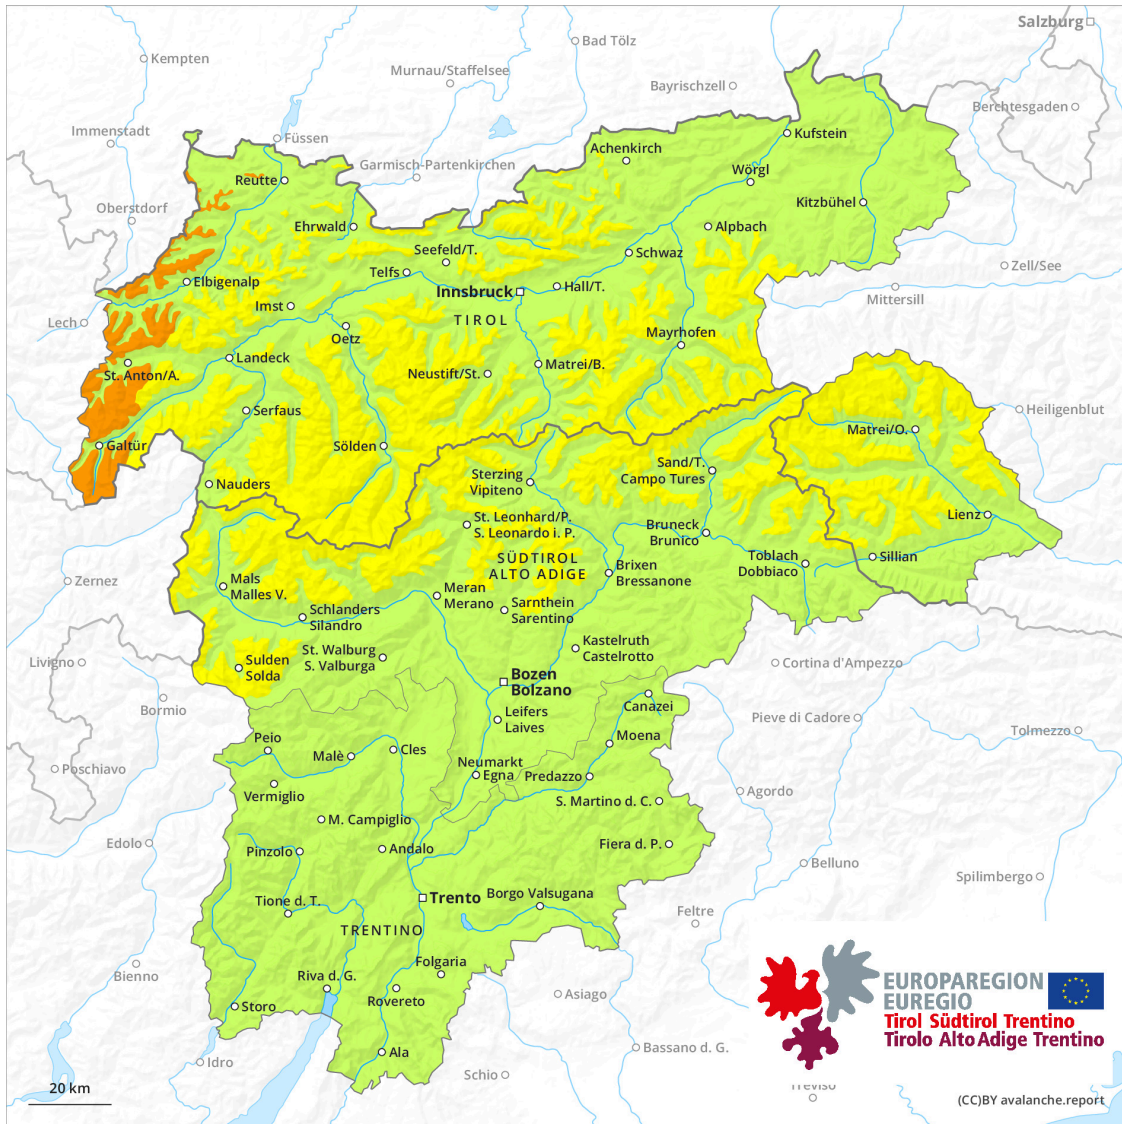 Salzburg
Bad Tölz
Kempten
Murnau/Staffelsee
Bayrischzell
Berchtesgaden
Immenstadt
Füssen
Kufstein
Achenkirch
Garmisch-Partenkirchen
Wörgl
Reutte
Kitzbühel
Oberstdorf
Ehrwald
Alpbach
Seefeld/T.
Schwaz
Telfs
Zell/See
Elbigenalp
Innsbruck
Hall/T.
Mittersill
Imst
TIROL
Lech
Oetz
Mayrhofen
Landeck
Matrei/B.
St. Anton/A.
Neustift/St.
Serfaus
Heiligenblut
Matrei/O.
Galtür
Sölden
Sand/T.
Campo Tures
Sterzing
Vipiteno
Nauders
Lienz
St. Leonhard/P.
S. Leonardo i. P.
Bruneck
Brunico
SÜDTIROL
ALTO ADIGE
Toblach
Dobbiaco
Sillian
Brixen
Bressanone
Zernez
Mals
Malles V.
Meran
Merano
Sarnthein
Sarentino
Schlanders
Silandro
Kastelruth
Castelrotto
St. Walburg
S. Valburga
Livigno
Sulden
Solda
Cortina d'Ampezzo
Bozen
Bolzano
Bormio
Canazei
Leifers
Laives
Pieve di Cadore
Tolmezzo
Peio
Moena
Malè
Cles
Neumarkt
Egna
Predazzo
Poschiavo
Vermiglio
Agordo
S. Martino d. C.
M. Campiglio
Edolo
Pinzolo
Andalo
Fiera d. P.
Belluno
Spilimbergo
Trento
Borgo Valsugana
Tione d. T.
Feltre
TRENTINO
Folgaria
Bienno
Riva d. G.
Rovereto
Asiago
Storo
EUROPAREGION
EUREGIO
Tirol Südtirol Trentino
Tirolo Alto Adige Trentino
Ala
Bassano d. G.
Idro
Schio
Treviso
20 km
(CC)BY avalanche.report